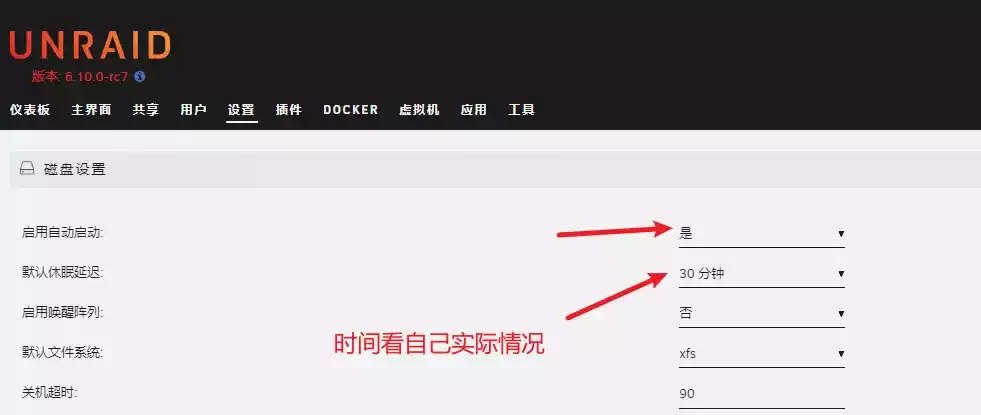 UNRAID
版本: 6.10.0-rc7
仪表板 主界面 共享 用户 设置 插件 DOCKER 虚拟机 应用 工具
磁盘设置
启用自动启动: 是
默认休眠延迟: 30 分钟
启用唤醒阵列: 否
时间看自己实际情况
默认文件系统: xfs
关机超时: 90